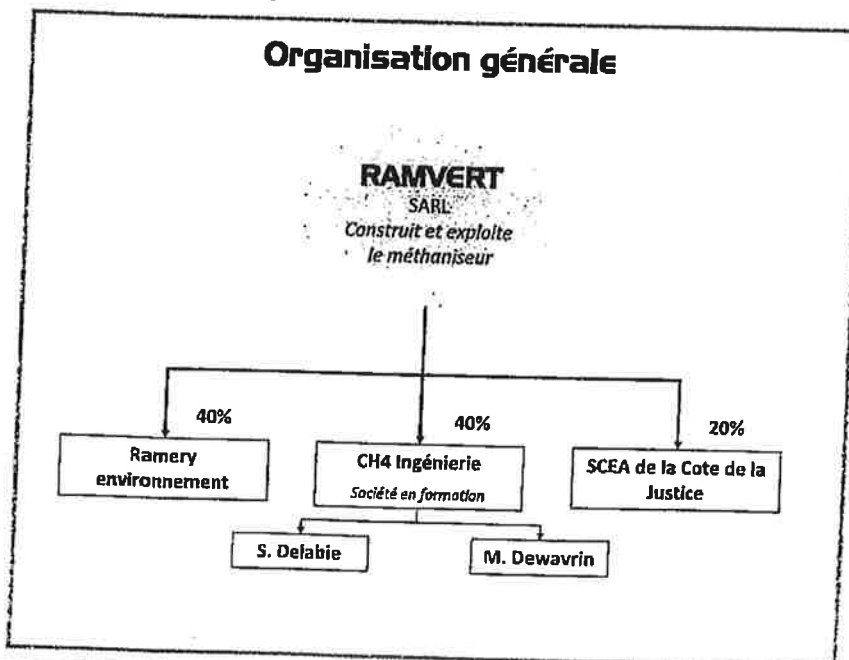 Organisation générale
RAMVERT
SARL
Construit et exploite
le méthaniseur
40%
40%
20%
Ramery
environnement
CH4 Ingénierie
Société en formation
SCEA de la Cote de la
Justice
S. Delabie
M. Dewavrin